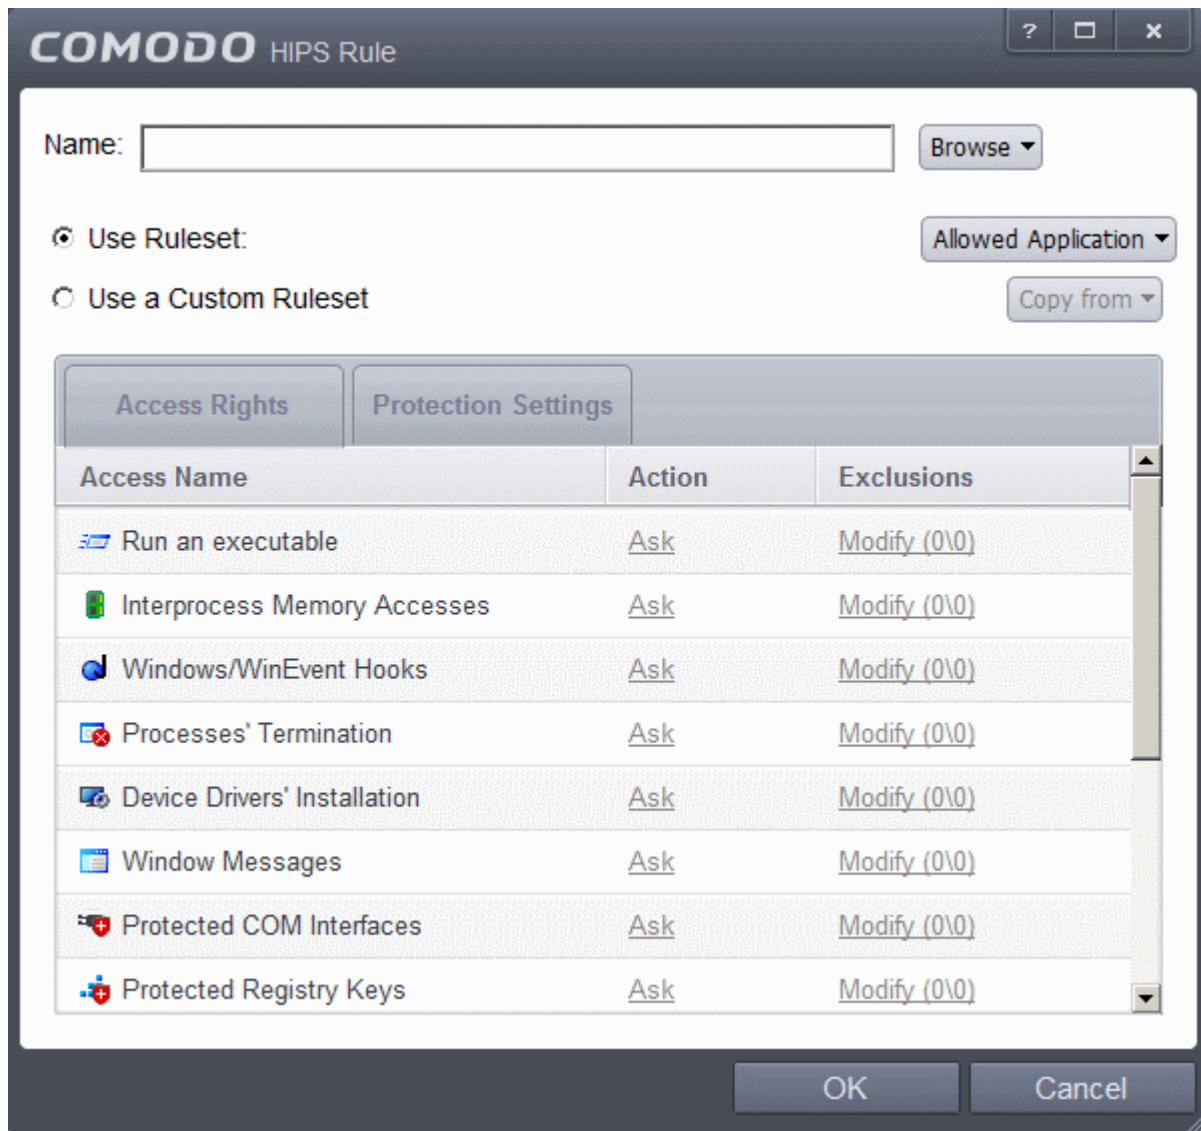 COMODO HIPS Rule ? x
Name: Browse
Use Ruleset: Allowed Application
Use a Custom Ruleset Copy from
Access Rights Protection Settings
Access Name Action Exclusions
Run an executable Ask Modify (0\0)
Interprocess Memory Accesses Ask Modify (0\0)
Windows/WinEvent Hooks Ask Modify (0\0)
Processes' Termination Ask Modify (0\0)
Device Drivers' Installation Ask Modify (0\0)
Window Messages Ask Modify (0\0)
Protected COM Interfaces Ask Modify (0\0)
Protected Registry Keys Ask Modify (0\0)
OK Cancel